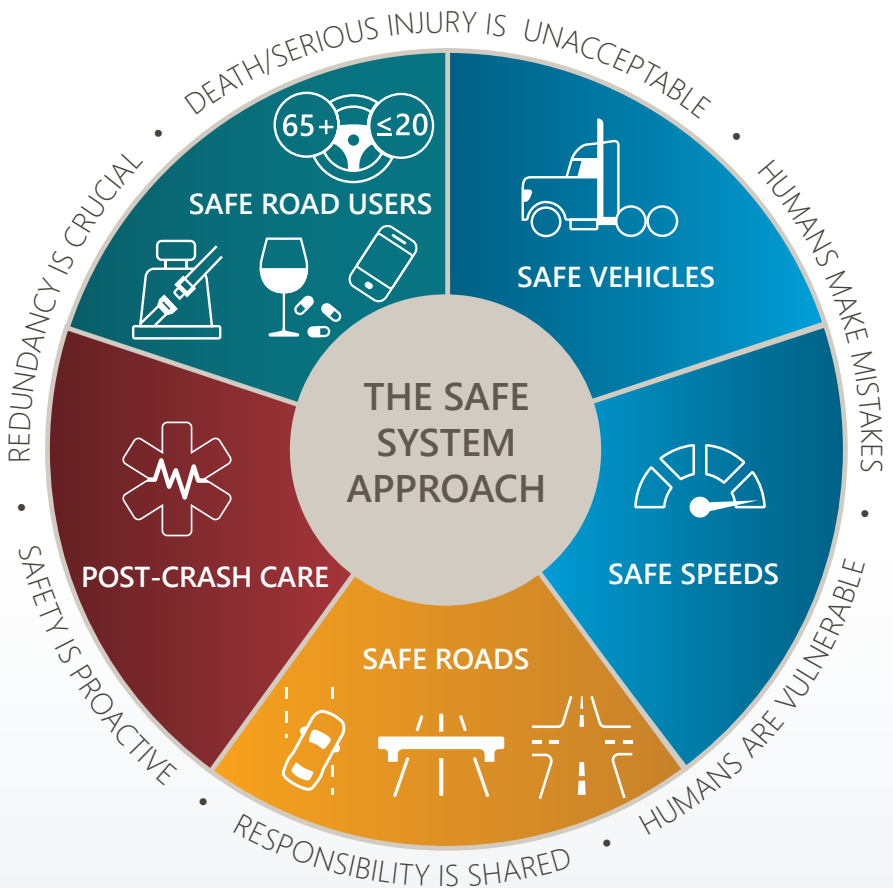 DEATH/SERIOUS INJURY IS UNACCEPTABLE
HUMANS MAKE MISTAKES
HUMANS ARE VULNERABLE
RESPONSIBILITY IS SHARED
SAFETY IS PROACTIVE
REDUNDANCY IS CRUCIAL
65+ ≤20
SAFE ROAD USERS
SAFE VEHICLES
THE SAFE
SYSTEM
APPROACH
SAFE SPEEDS
POST-CRASH CARE
SAFE ROADS